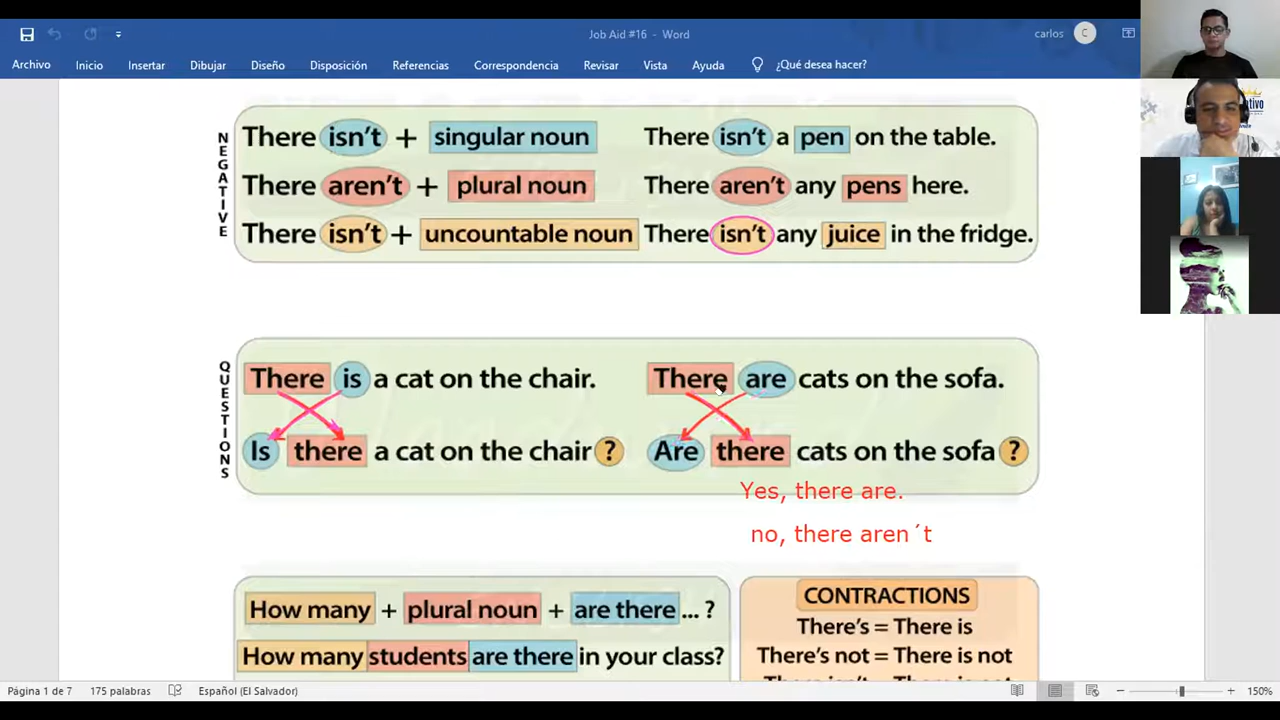 Job Aid #16 - Word
carlos
C
Archivo Inicio Insertar Dibujar Diseño Disposición Referencias Correspondencia Revisar Vista Ayuda ¿Qué desea hacer?
NEGATIVE
There isn't + singular noun There isn't a pen on the table.
There aren't + plural noun There aren't any pens here.
There isn't + uncountable noun There isn't any juice in the fridge.
QUESTIONS
There is a cat on the chair. There are cats on the sofa.
Is there a cat on the chair ? Are there cats on the sofa ?
Yes, there are.
no, there aren´t
How many + plural noun + are there ... ?
How many students are there in your class?
CONTRACTIONS
There's = There is
There's not = There is not
Página 1 de 7 175 palabras Español (El Salvador) 150%